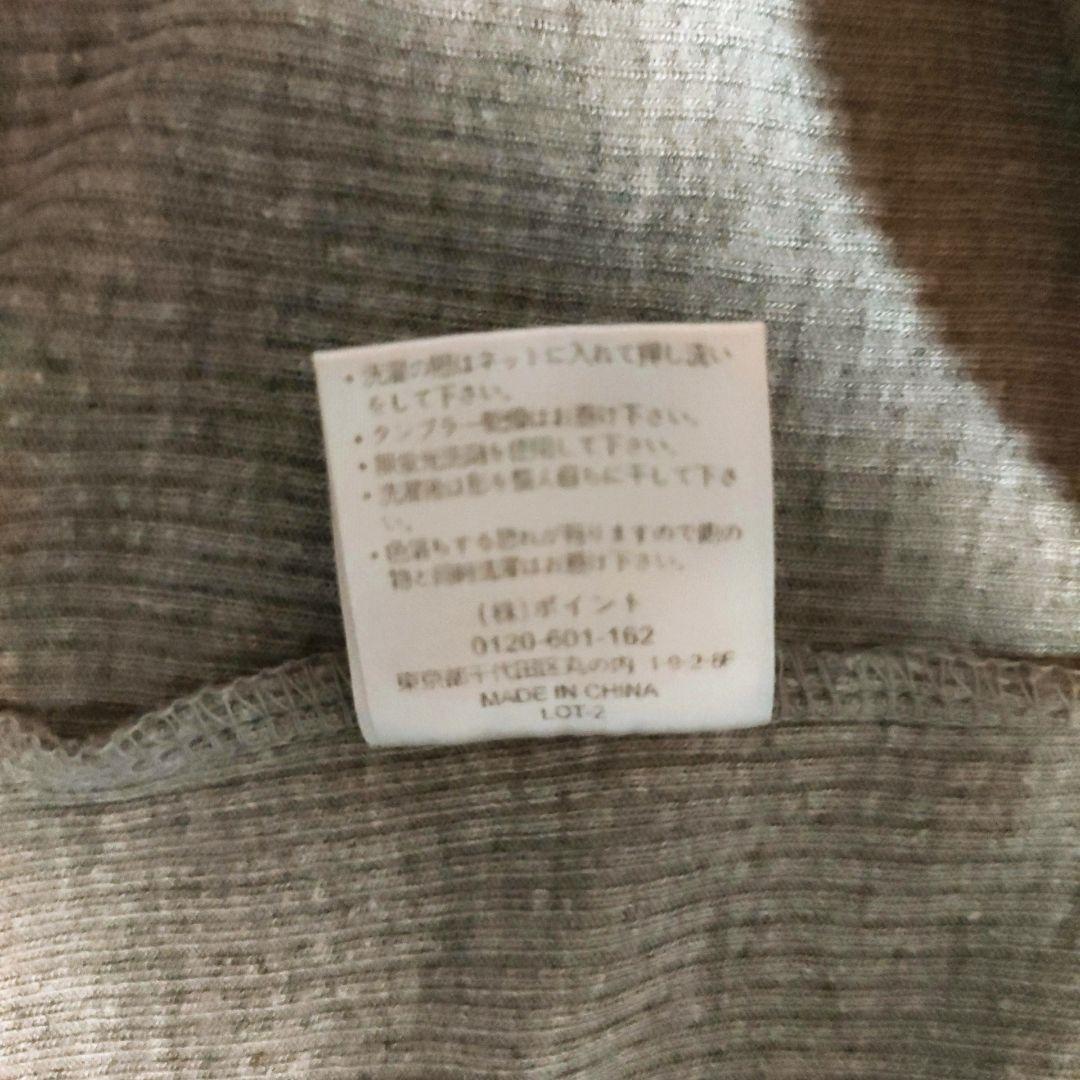 ・洗濯の際はネットに入れて押し洗い
をして下さい。
・タンブラー乾燥はお避け下さい。
・無蛍光洗剤を使用して下さい。
・洗濯後は形を整え陰干しに干して下さ
い。
・色落ちする恐れが有りますので他の
物と同時洗濯はお避け下さい。
(株)ポイント
0120-601-162
東京都千代田区丸の内 1-9-2-8F
MADE IN CHINA
LOT-2